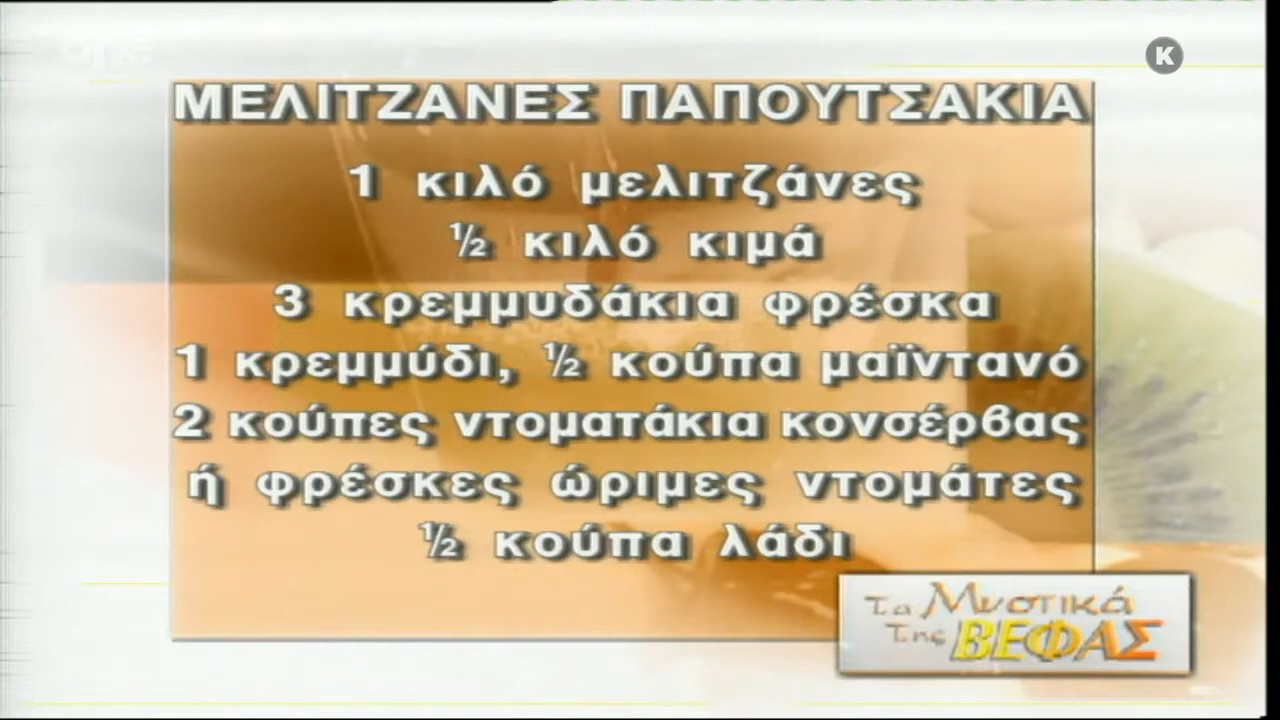 one
K
ΜΕΛΙΤΖΑΝΕΣ ΠΑΠΟΥΤΣΑΚΙΑ
1 κιλό μελιτζάνες
½ κιλό κιμά
3 κρεμμυδάκια φρέσκα
1 κρεμμύδι, ½ κούπα μαϊντανό
2 κούπες ντοματάκια κονσέρβας
ή φρέσκες ώριμες ντομάτες
½ κούπα λάδι
Τα Μυστικά
της ΒΕΦΑΣ